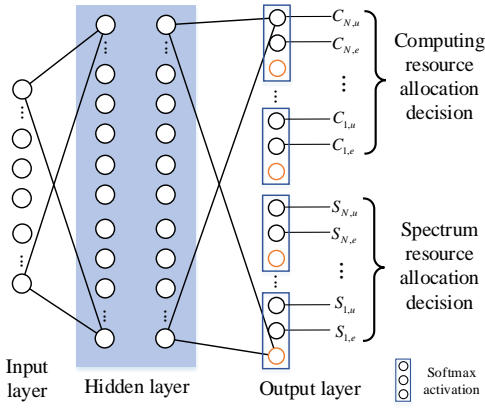 C_{N,u}
C_{N,e}
Computing
resource
allocation
decision
C_{1,u}
C_{1,e}
S_{N,u}
S_{N,e}
Spectrum
resource
allocation
decision
S_{1,u}
S_{1,e}
Input
layer
Hidden layer
Output layer
Softmax
activation